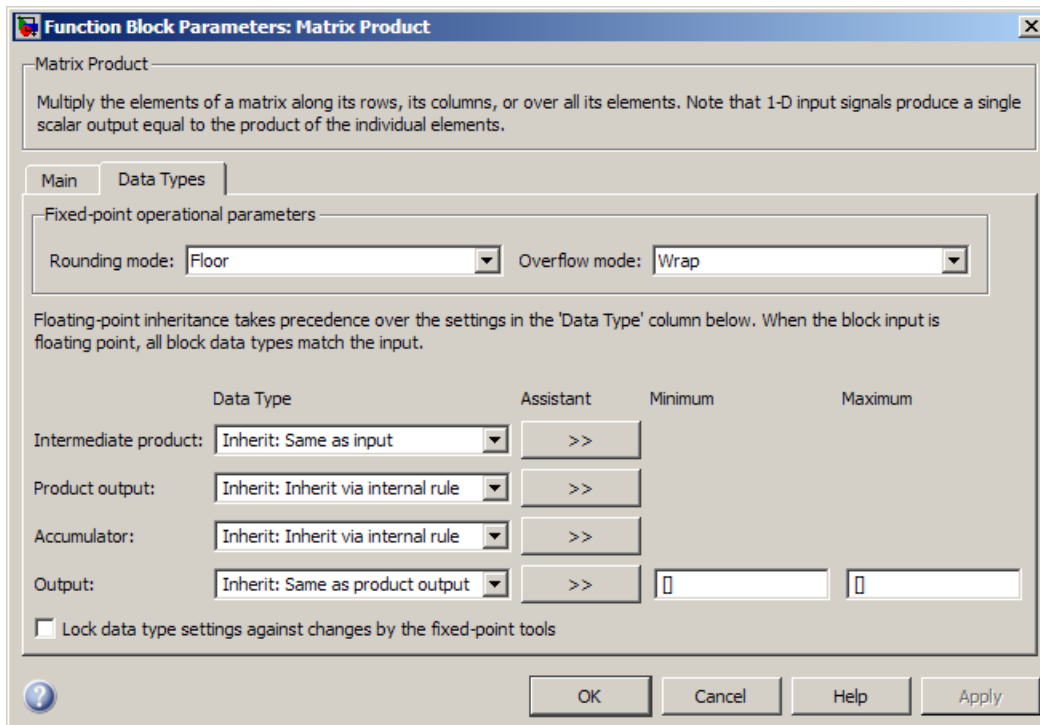 Function Block Parameters: Matrix Product
Matrix Product
Multiply the elements of a matrix along its rows, its columns, or over all its elements. Note that 1-D input signals produce a single
scalar output equal to the product of the individual elements.
Main Data Types
Fixed-point operational parameters
Rounding mode: Floor Overflow mode: Wrap
Floating-point inheritance takes precedence over the settings in the 'Data Type' column below. When the block input is
floating point, all block data types match the input.
Data Type Assistant Minimum Maximum
Intermediate product: Inherit: Same as input >>
Product output: Inherit: Inherit via internal rule >>
Accumulator: Inherit: Inherit via internal rule >>
Output: Inherit: Same as product output >> [] []
Lock data type settings against changes by the fixed-point tools
? OK Cancel Help Apply